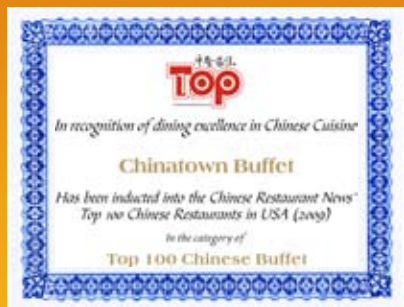 Top
In recognition of dining excellence in Chinese Cuisine
Chinatown Buffet
Has been inducted into the Chinese Restaurant News'
Top 100 Chinese Restaurants in USA (2009)
In the category of
Top 100 Chinese Buffet